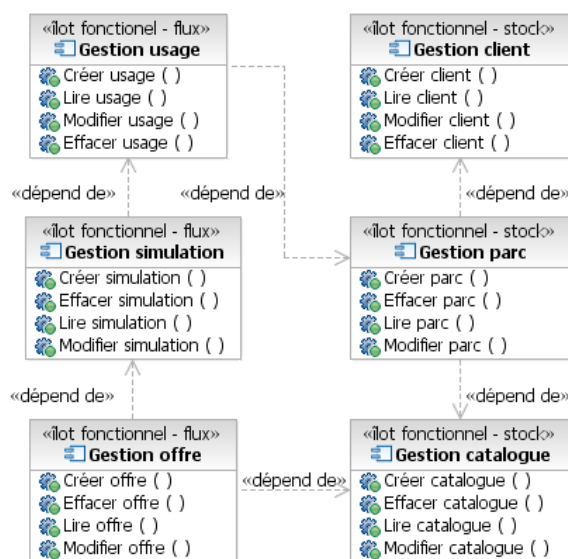 «îlot fonctionnel - flux»
Gestion usage
Créer usage ( )
Lire usage ( )
Modifier usage ( )
Effacer usage ( )
«îlot fonctionnel - stock»
Gestion client
Créer client ( )
Lire client ( )
Modifier client ( )
Effacer client ( )
«dépend de»
«dépend de»
«dépend de»
«îlot fonctionnel - flux»
Gestion simulation
Créer simulation ( )
Effacer simulation ( )
Lire simulation ( )
Modifier simulation ( )
«îlot fonctionnel - stock»
Gestion parc
Créer parc ( )
Effacer parc ( )
Lire parc ( )
Modifier parc ( )
«dépend de»
«dépend de»
«îlot fonctionnel - flux»
Gestion offre
Créer offre ( )
Effacer offre ( )
Lire offre ( )
Modifier offre ( )
«dépend de»
«îlot fonctionnel - stock»
Gestion catalogue
Créer catalogue ( )
Effacer catalogue ( )
Lire catalogue ( )
Modifier catalogue ( )